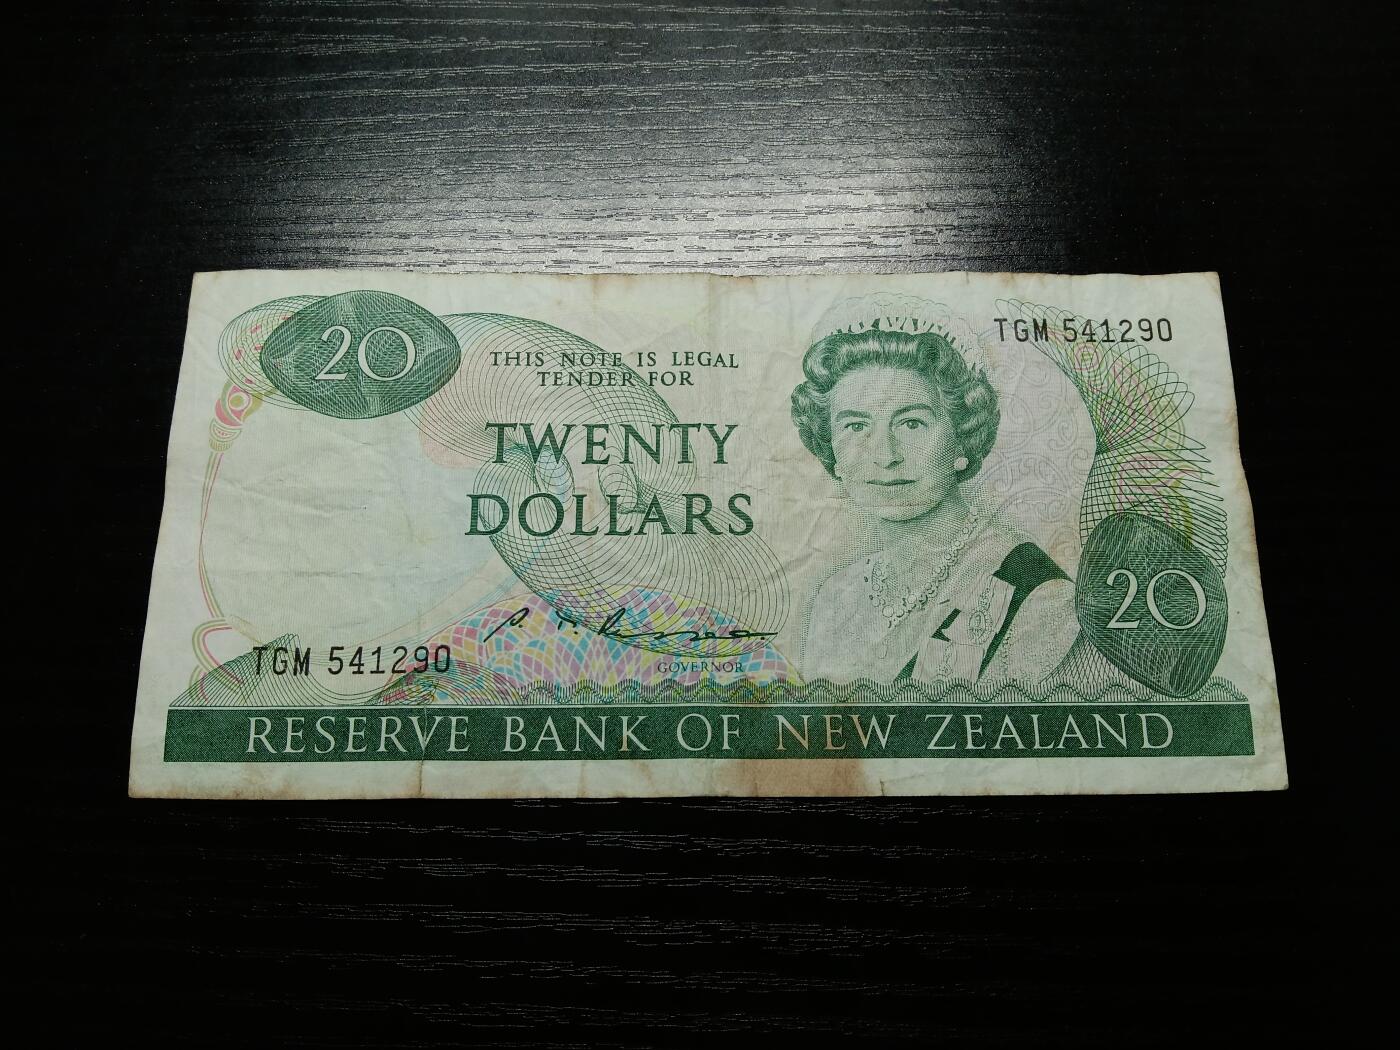 20
TGM 541290
THIS NOTE IS LEGAL
TENDER FOR
TWENTY
DOLLARS
20
TGM 541290
GOVERNOR
RESERVE BANK OF NEW ZEALAND